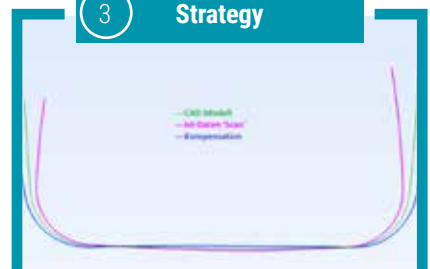 3
Strategy
CAD Modell
Ist-Daten 'Scan'
Kompensation